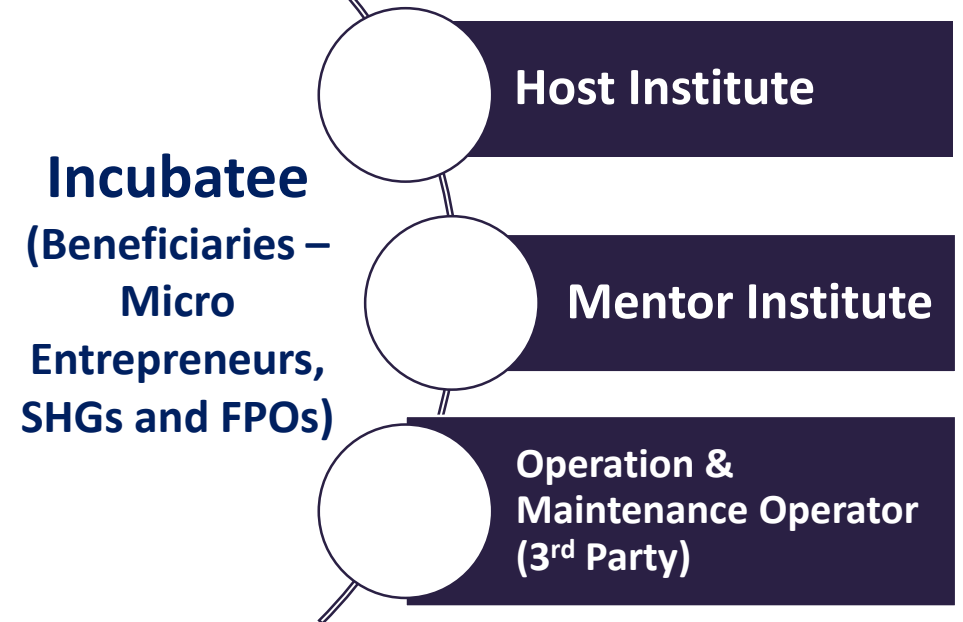 Incubatee
(Beneficiaries –
Micro
Entrepreneurs,
SHGs and FPOs)
Host Institute
Mentor Institute
Operation &
Maintenance Operator
(3rd Party)